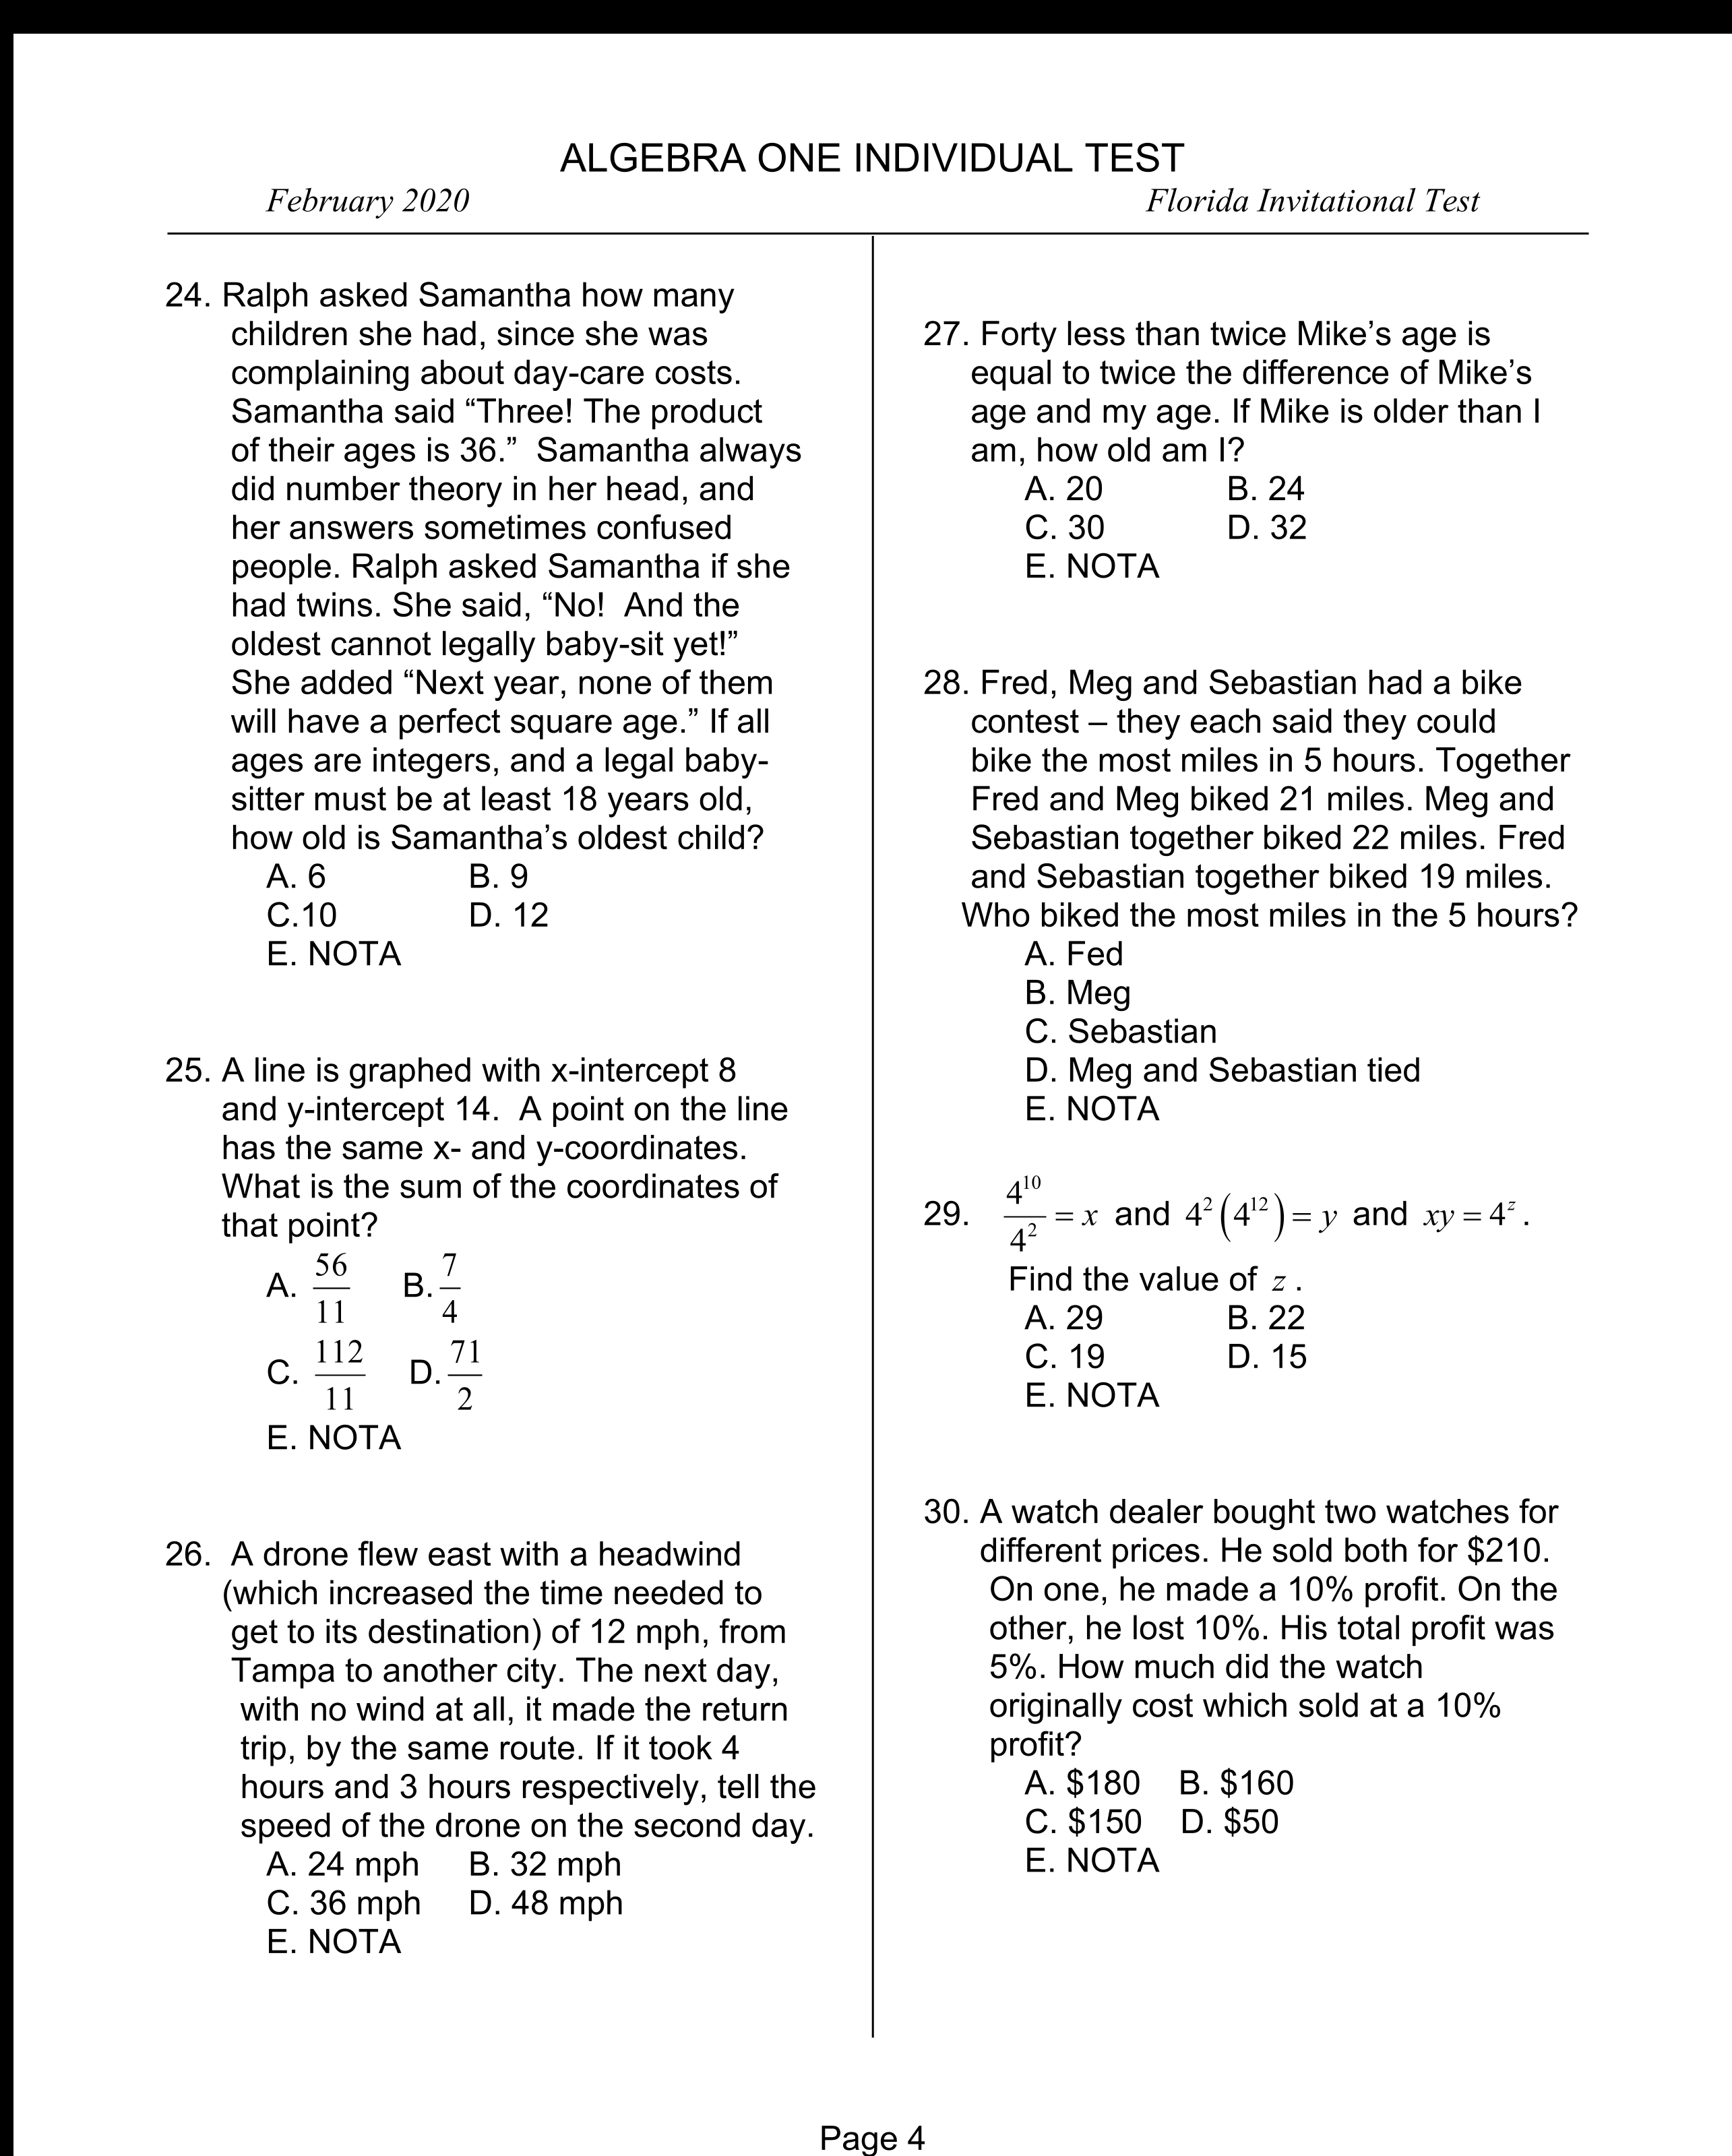 ALGEBRA ONE INDIVIDUAL TEST
February 2020 Florida Invitational Test
24. Ralph asked Samantha how many
children she had, since she was
complaining about day-care costs.
Samantha said “Three! The product
of their ages is 36.” Samantha always
did number theory in her head, and
her answers sometimes confused
people. Ralph asked Samantha if she
had twins. She said, “No! And the
oldest cannot legally baby-sit yet!”
She added “Next year, none of them
will have a perfect square age.” If all
ages are integers, and a legal baby-
sitter must be at least 18 years old,
how old is Samantha’s oldest child?
A. 6 B. 9
C.10 D. 12
E. NOTA
25. A line is graphed with x-intercept 8
and y-intercept 14. A point on the line
has the same x- and y-coordinates.
What is the sum of the coordinates of
that point?
A. 56/11 B. 7/4
C. 112/11 D. 71/2
E. NOTA
26. A drone flew east with a headwind
(which increased the time needed to
get to its destination) of 12 mph, from
Tampa to another city. The next day,
with no wind at all, it made the return
trip, by the same route. If it took 4
hours and 3 hours respectively, tell the
speed of the drone on the second day.
A. 24 mph B. 32 mph
C. 36 mph D. 48 mph
E. NOTA
27. Forty less than twice Mike’s age is
equal to twice the difference of Mike’s
age and my age. If Mike is older than I
am, how old am I?
A. 20 B. 24
C. 30 D. 32
E. NOTA
28. Fred, Meg and Sebastian had a bike
contest – they each said they could
bike the most miles in 5 hours. Together
Fred and Meg biked 21 miles. Meg and
Sebastian together biked 22 miles. Fred
and Sebastian together biked 19 miles.
Who biked the most miles in the 5 hours?
A. Fed
B. Meg
C. Sebastian
D. Meg and Sebastian tied
E. NOTA
29. 4^10/4^2 = x and 4^2(4^12) = y and xy = 4^z.
Find the value of z.
A. 29 B. 22
C. 19 D. 15
E. NOTA
30. A watch dealer bought two watches for
different prices. He sold both for $210.
On one, he made a 10% profit. On the
other, he lost 10%. His total profit was
5%. How much did the watch
originally cost which sold at a 10%
profit?
A. $180 B. $160
C. $150 D. $50
E. NOTA
Page 4